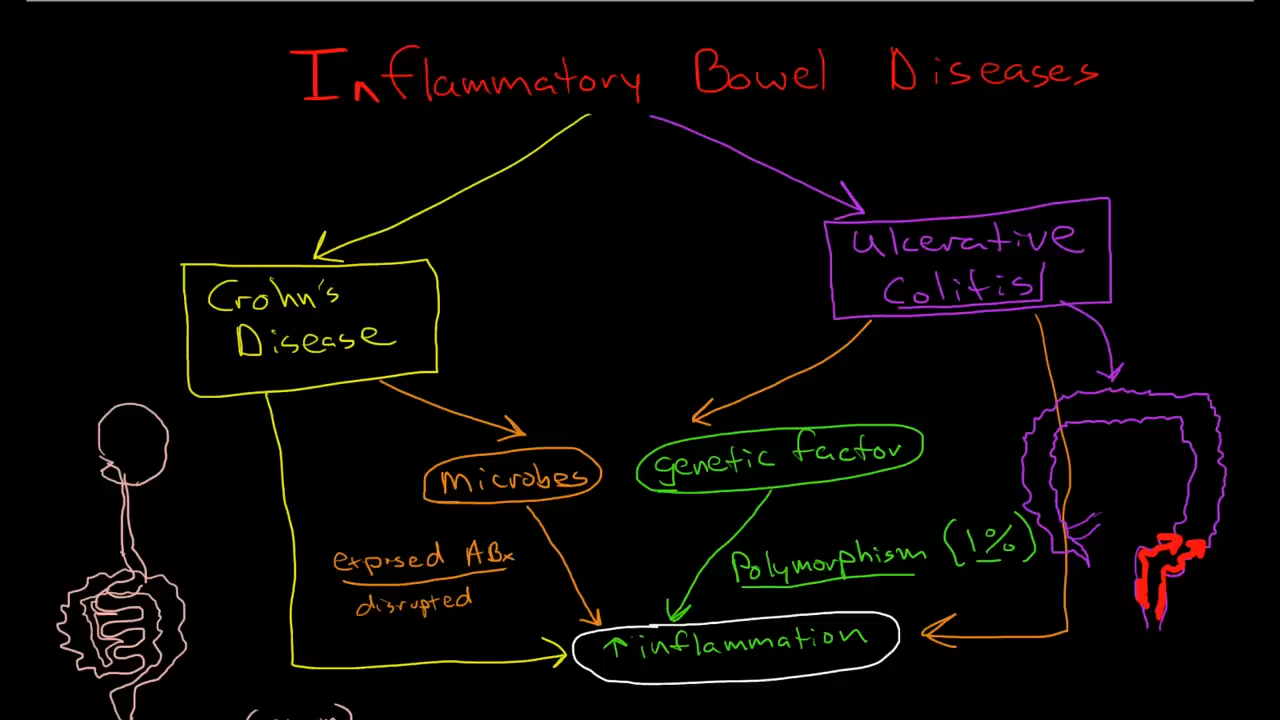 Inflammatory Bowel Diseases
Ulcerative
Colitis
Crohn's
Disease
microbes
genetic factor
exposed ABx
disrupted
Polymorphism (1%)
↑ inflammation